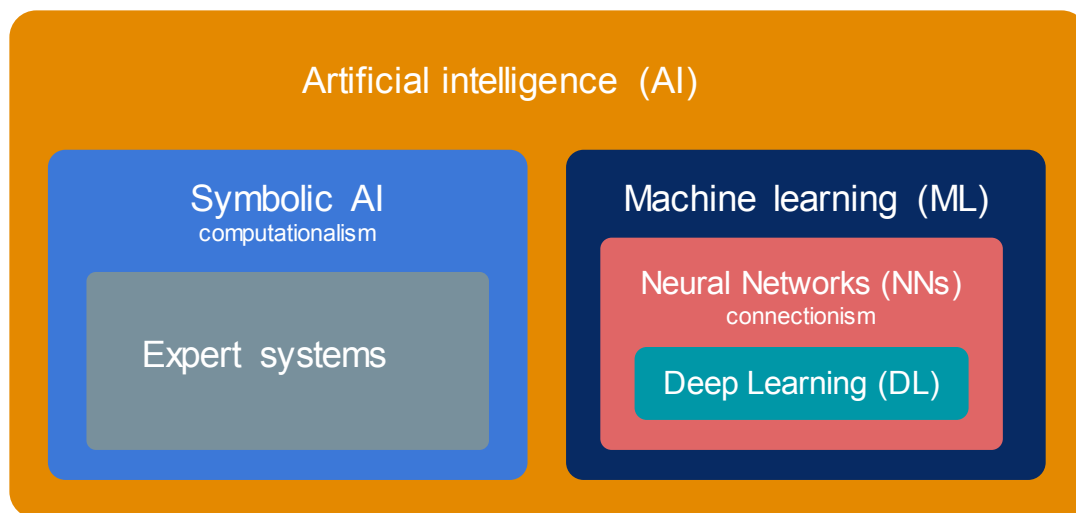 Artificial intelligence (AI)
Symbolic AI
computationalism
Expert systems
Machine learning (ML)
Neural Networks (NNs)
connectionism
Deep Learning (DL)